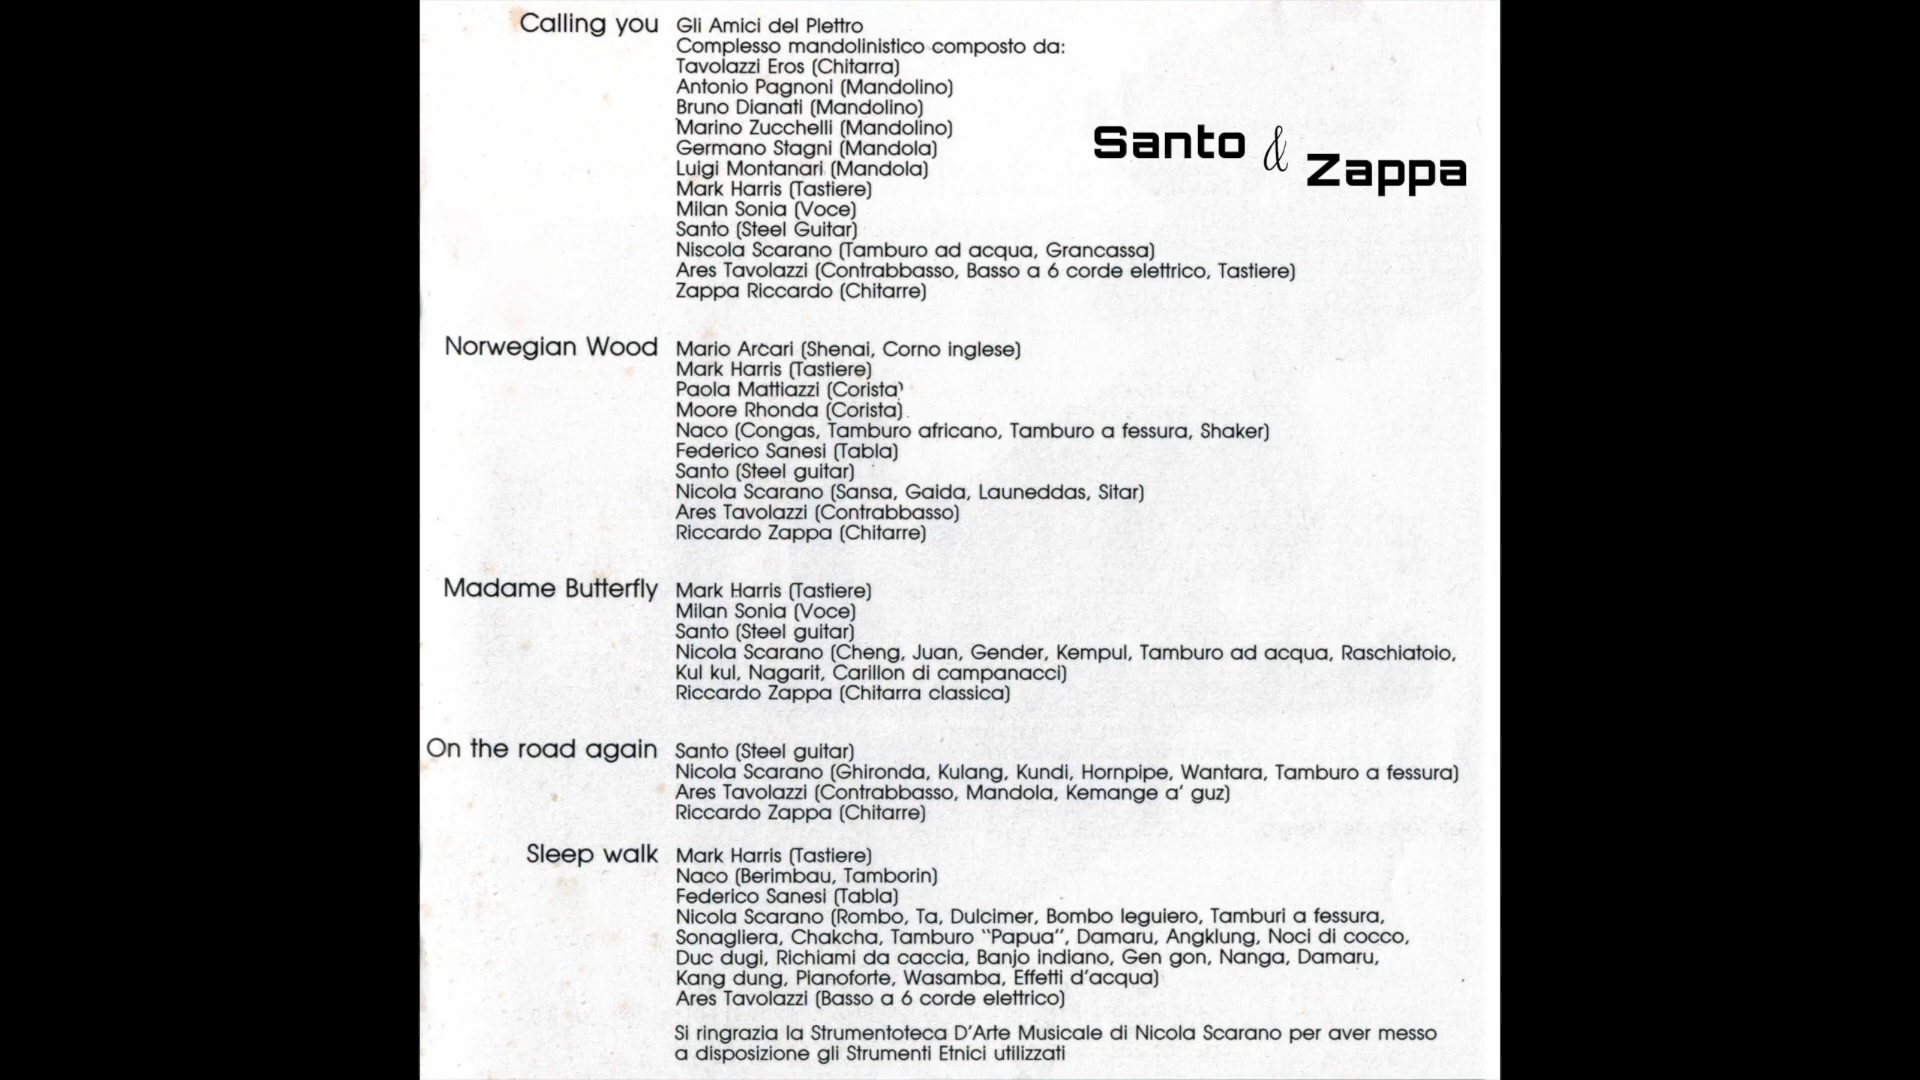 Calling you Gli Amici del Plettro
Complesso mandolinistico composto da:
Tavolazzi Eros (Chitarra)
Antonio Pagnoni (Mandolino)
Bruno Dianati (Mandolino)
Marino Zucchelli (Mandolino)
Germano Stagni (Mandola)
Luigi Montanari (Mandola)
Mark Harris (Tastiere)
Milan Sonia (Voce)
Santo (Steel Guitar)
Niscola Scarano (Tamburo ad acqua, Grancassa)
Ares Tavolazzi (Contrabbasso, Basso a 6 corde elettrico, Tastiere)
Zappa Riccardo (Chitarre)
Santo & Zappa
Norwegian Wood Mario Arcari (Shenai, Corno inglese)
Mark Harris (Tastiere)
Paola Mattiazzi (Corista)
Moore Rhonda (Corista)
Naco (Congas, Tamburo africano, Tamburo a fessura, Shaker)
Federico Sanesi (Tabla)
Santo (Steel guitar)
Nicola Scarano (Sansa, Gaida, Launeddas, Sitar)
Ares Tavolazzi (Contrabbasso)
Riccardo Zappa (Chitarre)
Madame Butterfly Mark Harris (Tastiere)
Milan Sonia (Voce)
Santo (Steel guitar)
Nicola Scarano (Cheng, Juan, Gender, Kempul, Tamburo ad acqua, Raschiatoio,
Kul kul, Nagarit, Carillon di campanacci)
Riccardo Zappa (Chitarra classica)
On the road again Santo (Steel guitar)
Nicola Scarano (Ghironda, Kulang, Kundi, Hornpipe, Wantara, Tamburo a fessura)
Ares Tavolazzi (Contrabbasso, Mandola, Kemange a' guz)
Riccardo Zappa (Chitarre)
Sleep walk Mark Harris (Tastiere)
Naco (Berimbau, Tamborin)
Federico Sanesi (Tabla)
Nicola Scarano (Rombo, Ta, Dulcimer, Bombo leguiero, Tamburi a fessura,
Sonagliera, Chakcha, Tamburo "Papua", Damaru, Angklung, Noci di cocco,
Duc dugi, Richiami da caccia, Banjo indiano, Gen gon, Nanga, Damaru,
Kang dung, Pianoforte, Wasamba, Effetti d'acqua)
Ares Tavolazzi (Basso a 6 corde elettrico)
Si ringrazia la Strumentoteca D'Arte Musicale di Nicola Scarano per aver messo
a disposizione gli Strumenti Etnici utilizzati